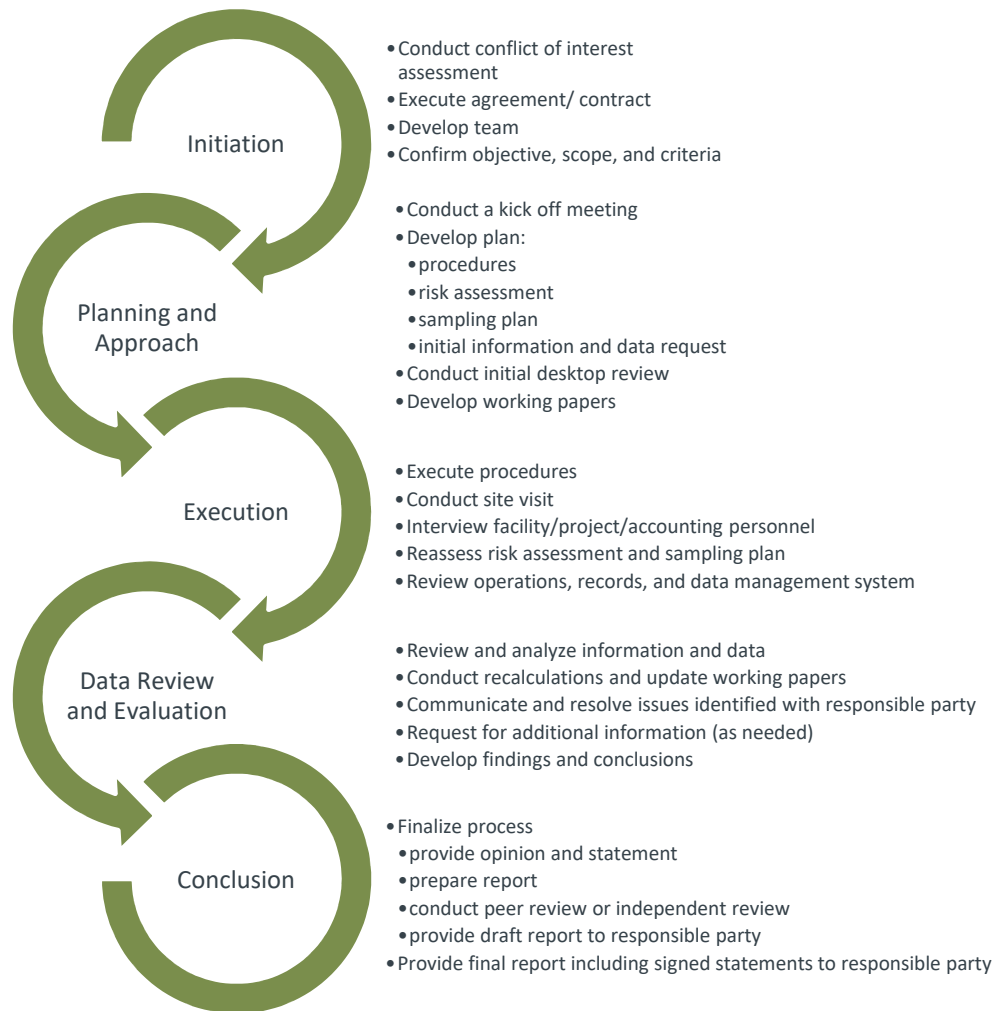 Initiation
•Conduct conflict of interest
assessment
•Execute agreement/ contract
•Develop team
•Confirm objective, scope, and criteria
Planning and
Approach
•Conduct a kick off meeting
•Develop plan:
•procedures
•risk assessment
•sampling plan
•initial information and data request
•Conduct initial desktop review
•Develop working papers
Execution
•Execute procedures
•Conduct site visit
•Interview facility/project/accounting personnel
•Reassess risk assessment and sampling plan
•Review operations, records, and data management system
Data Review
and Evaluation
•Review and analyze information and data
•Conduct recalculations and update working papers
•Communicate and resolve issues identified with responsible party
•Request for additional information (as needed)
•Develop findings and conclusions
Conclusion
•Finalize process
•provide opinion and statement
•prepare report
•conduct peer review or independent review
•provide draft report to responsible party
•Provide final report including signed statements to responsible party